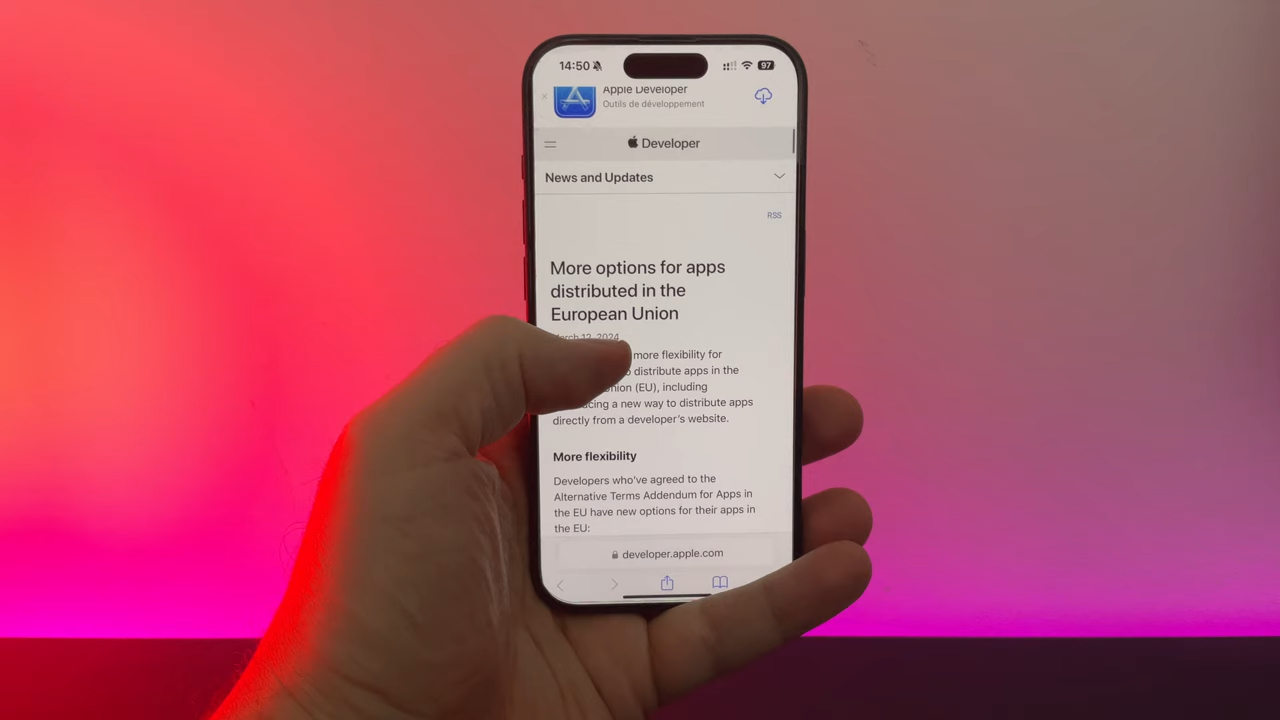 14:50
97
Apple Developer
Outils de développement
Developer
News and Updates
RSS
More options for apps
distributed in the
European Union
March 12, 2024
more flexibility for
distribute apps in the
(EU), including
a new way to distribute apps
directly from a developer's website.
More flexibility
Developers who've agreed to the
Alternative Terms Addendum for Apps in
the EU have new options for their apps in
the EU:
developer.apple.com